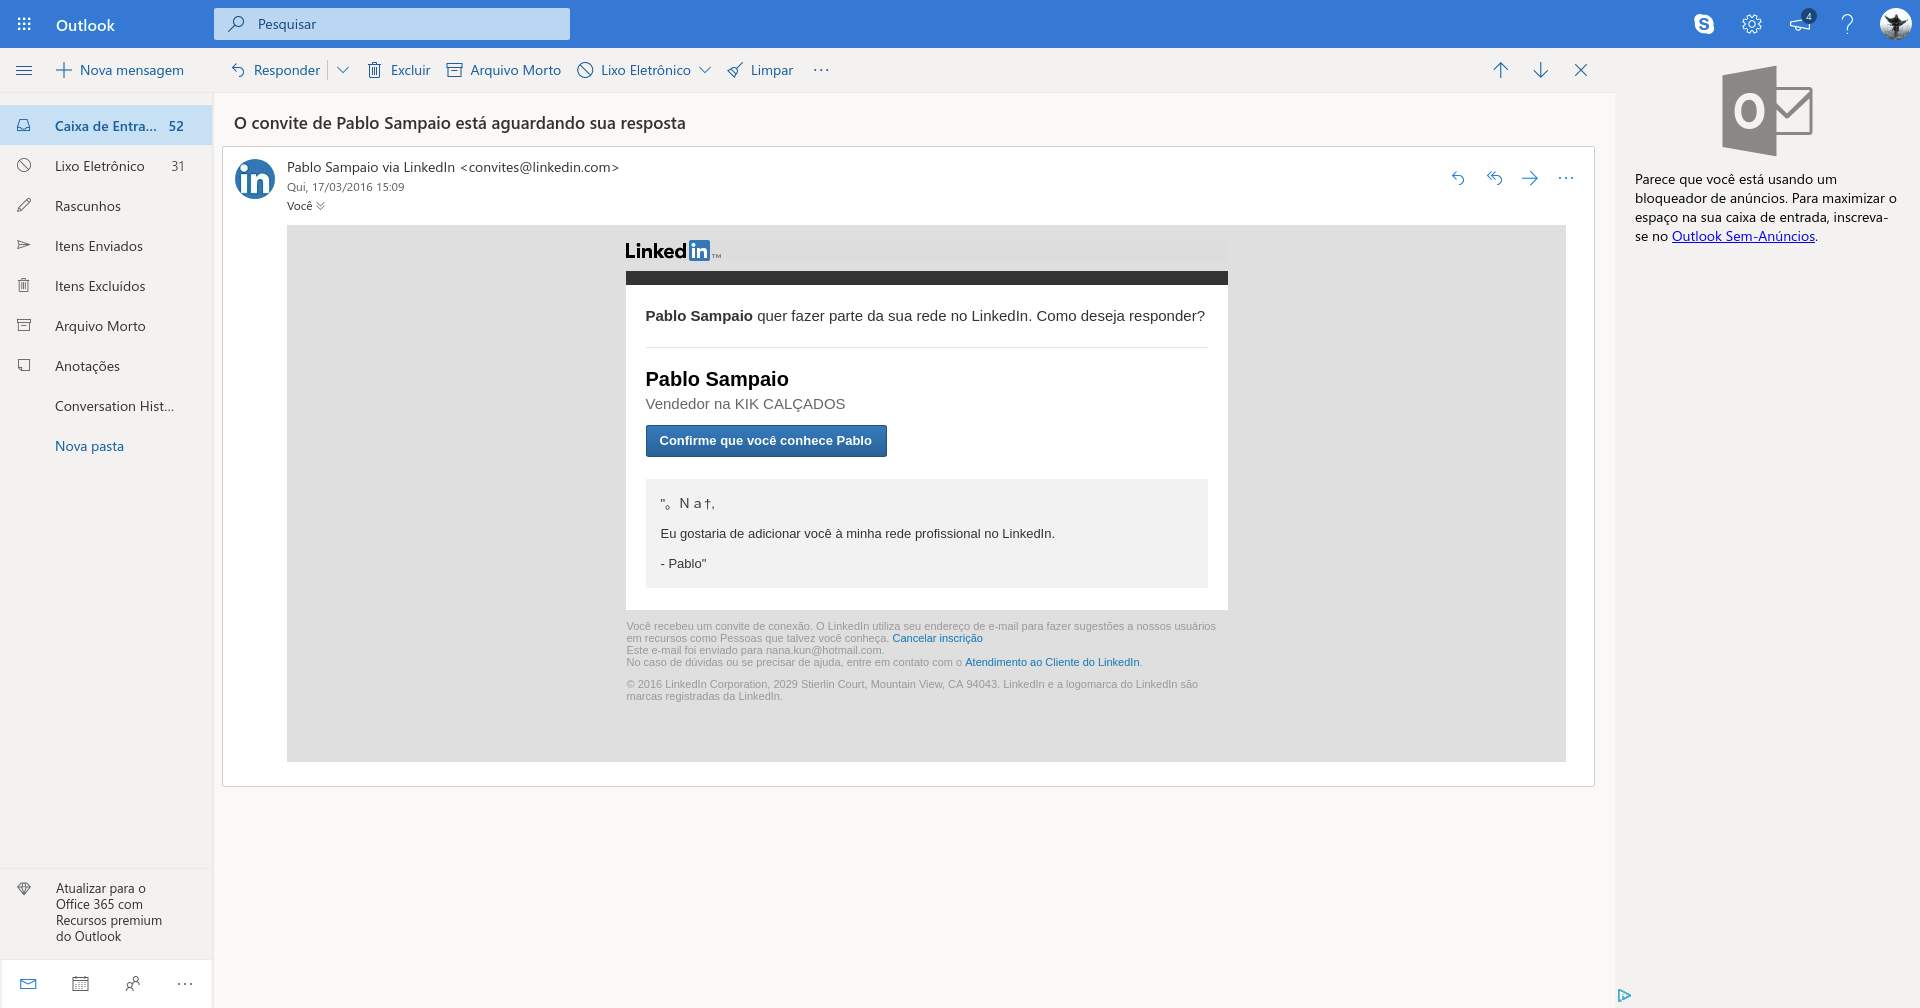 Outlook
Pesquisar
4
Nova mensagem
Responder
Excluir
Arquivo Morto
Lixo Eletrônico
Limpar
Caixa de Entra... 52
Lixo Eletrônico 31
Rascunhos
Itens Enviados
Itens Excluídos
Arquivo Morto
Anotações
Conversation Hist...
Nova pasta
Atualizar para o
Office 365 com
Recursos premium
do Outlook
O convite de Pablo Sampaio está aguardando sua resposta
Pablo Sampaio via LinkedIn <convites@linkedin.com>
Qui, 17/03/2016 15:09
Você
Linked in ™
Pablo Sampaio quer fazer parte da sua rede no LinkedIn. Como deseja responder?
Pablo Sampaio
Vendedor na KIK CALÇADOS
Confirme que você conhece Pablo
"。Ｎａ†,
Eu gostaria de adicionar você à minha rede profissional no LinkedIn.
- Pablo"
Você recebeu um convite de conexão. O LinkedIn utiliza seu endereço de e-mail para fazer sugestões a nossos usuários
em recursos como Pessoas que talvez você conheça. Cancelar inscrição
Este e-mail foi enviado para nana.kun@hotmail.com.
No caso de dúvidas ou se precisar de ajuda, entre em contato com o Atendimento ao Cliente do LinkedIn.
© 2016 LinkedIn Corporation, 2029 Stierlin Court, Mountain View, CA 94043. LinkedIn e a logomarca do LinkedIn são
marcas registradas da LinkedIn.
Parece que você está usando um
bloqueador de anúncios. Para maximizar o
espaço na sua caixa de entrada, inscreva-
se no Outlook Sem-Anúncios.